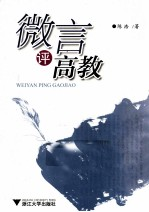 陈 浩 / 著
微言
评
高教
WEIYAN PING GAOJIAO
浙江大学出版社